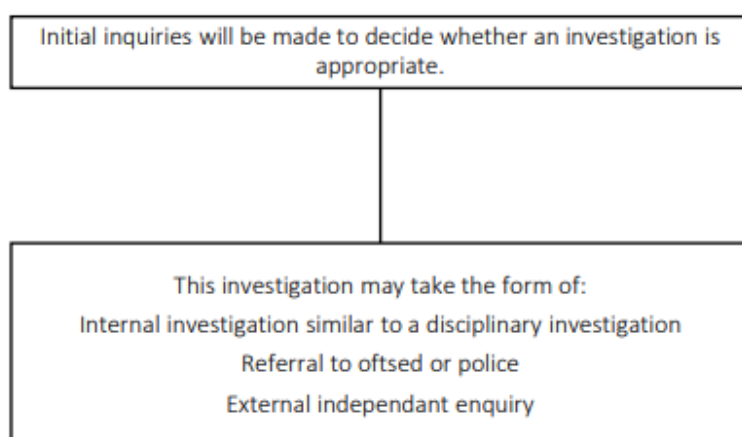 Initial inquiries will be made to decide whether an investigation is
appropriate.
This investigation may take the form of:
Internal investigation similar to a disciplinary investigation
Referral to oftsed or police
External independant enquiry